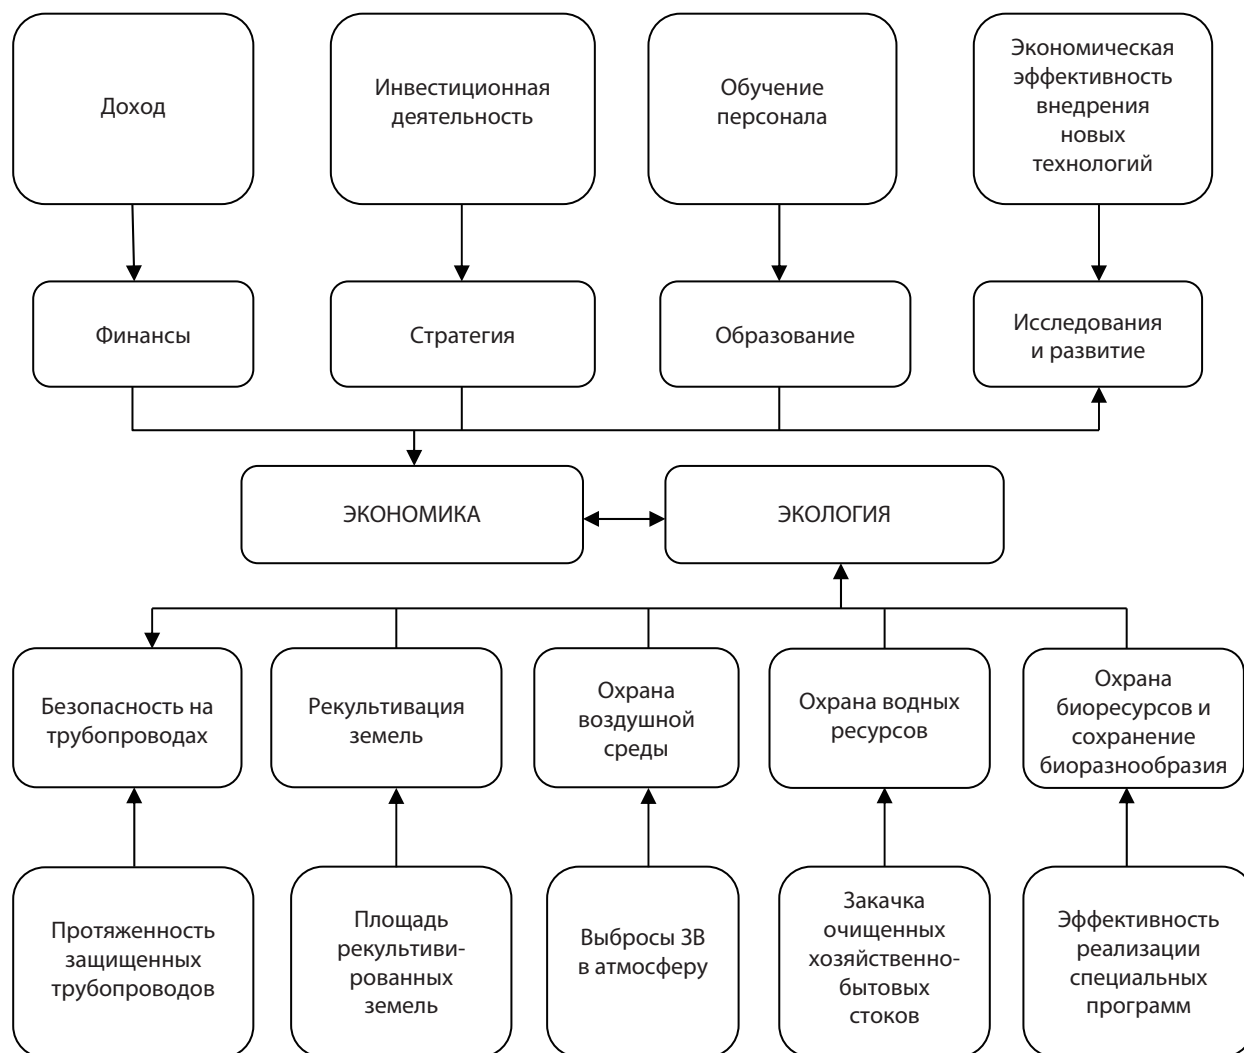 Доход
Инвестиционная
деятельность
Обучение
персонала
Экономическая
эффективность
внедрения
новых
технологий
Финансы
Стратегия
Образование
Исследования
и развитие
ЭКОНОМИКА
ЭКОЛОГИЯ
Безопасность на
трубопроводах
Рекультивация
земель
Охрана
воздушной
среды
Охрана водных
ресурсов
Охрана
биоресурсов и
сохранение
биоразнообразия
Протяженность
защищенных
трубопроводов
Площадь
рекультиви-
рованных
земель
Выбросы ЗВ
в атмосферу
Закачка
очищенных
хозяйственно-
бытовых
стоков
Эффективность
реализации
специальных
программ